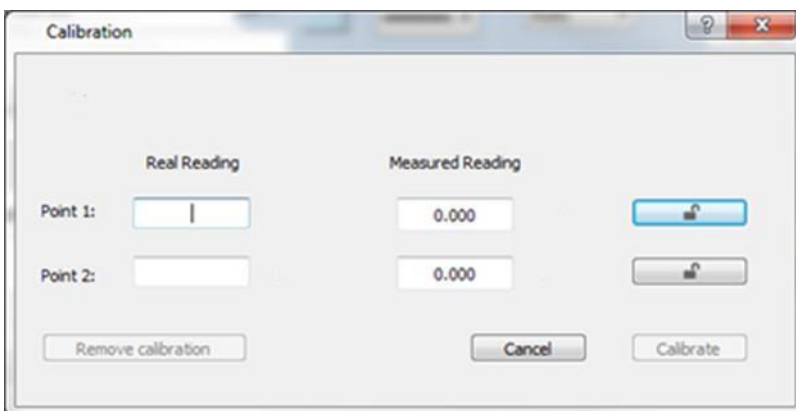 Calibration
Real Reading Measured Reading
Point 1: 0.000
Point 2: 0.000
Remove calibration Cancel Calibrate